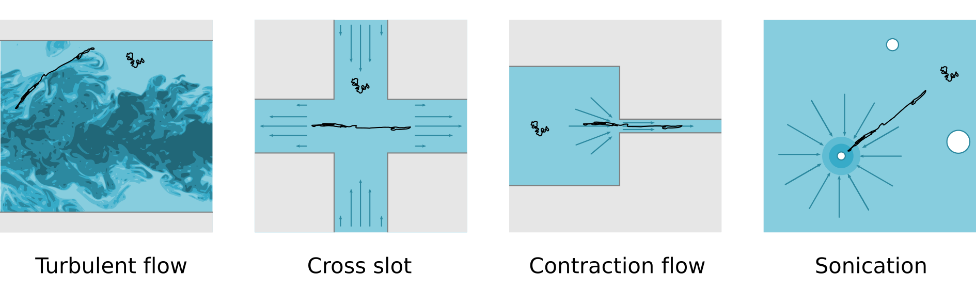 Turbulent flow
Cross slot
Contraction flow
Sonication